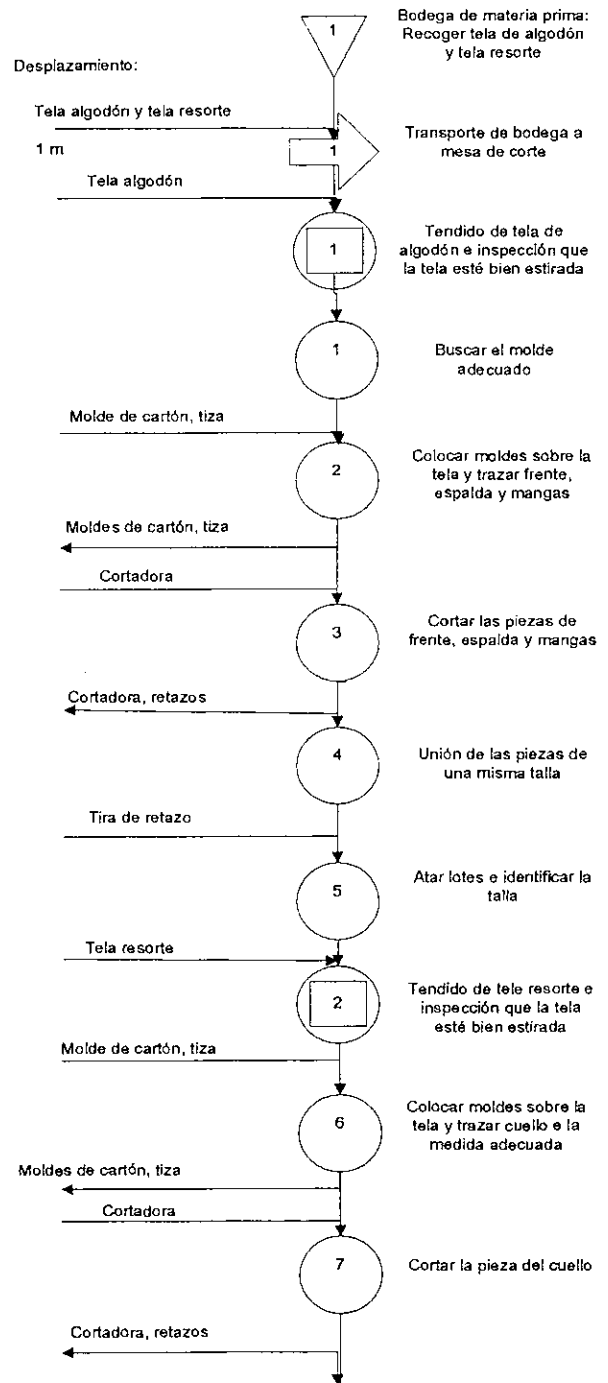 Bodega de materia prima:
Recoger tela de algodón
y tela resorte
1
Desplazamiento:
Tela algodón y tela resorte
1 m
1
Transporte de bodega a
mesa de corte
Tela algodón
1
Tendido de tela de
algodón e inspección que
la tela esté bien estirada
1
Buscar el molde
adecuado
Molde de cartón, tiza
2
Colocar moldes sobre la
tela y trazar frente,
espalda y mangas
Moldes de cartón, tiza
Cortadora
3
Cortar las piezas de
frente, espalda y mangas
Cortadora, retazos
4
Unión de las piezas de
una misma talla
Tira de retazo
5
Atar lotes e identificar la
talla
Tela resorte
2
Tendido de tele resorte e
inspección que la tela
esté bien estirada
Molde de cartón, tiza
6
Colocar moldes sobre la
tela y trazar cuello e la
medida adecuada
Moldes de cartón, tiza
Cortadora
7
Cortar la pieza del cuello
Cortadora, retazos